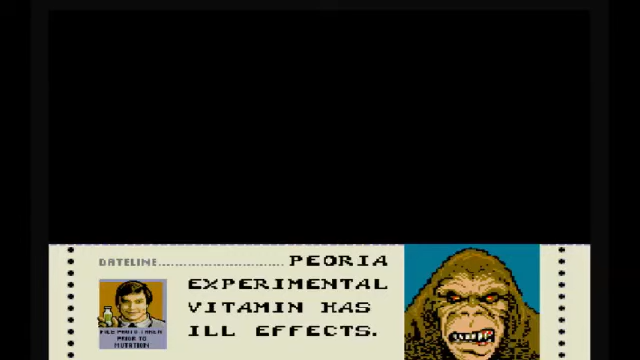 DATELINE.......................... PEORIA
EXPERIMENTAL
VITAMIN HAS
ILL EFFECTS.
FILE PHOTO TAKEN
PRIOR TO
MUTATION